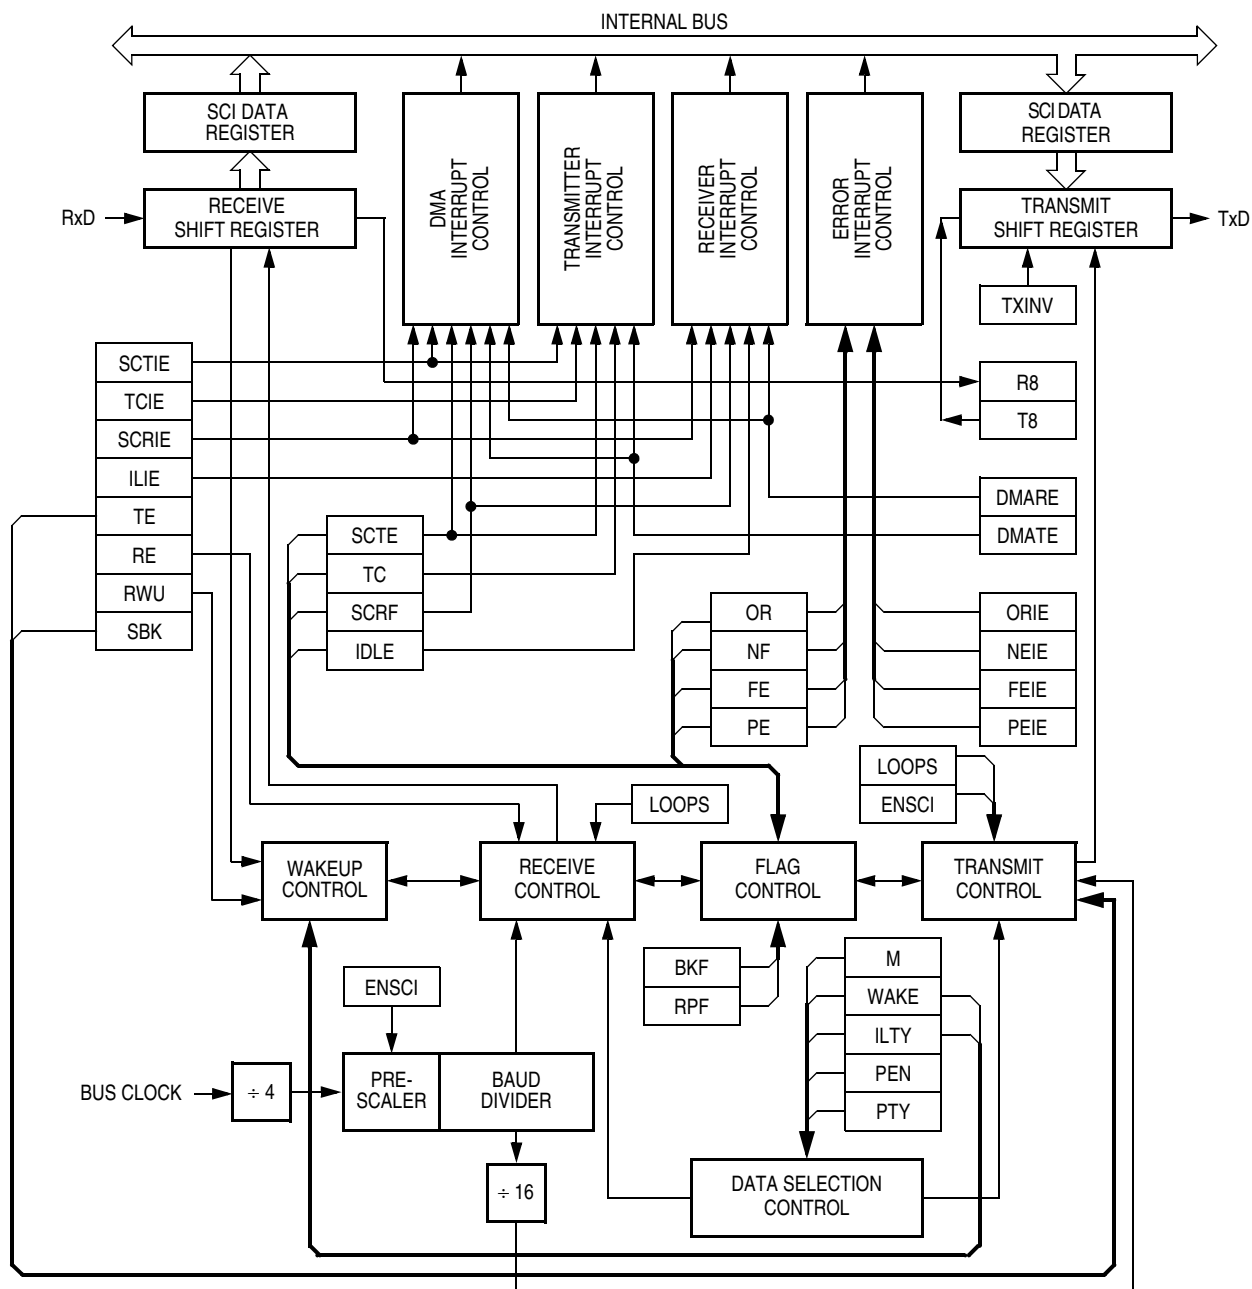 INTERNAL BUS
SCI DATA
REGISTER
DMA
INTERRUPT
CONTROL
TRANSMITTER
INTERRUPT
CONTROL
RECEIVER
INTERRUPT
CONTROL
ERROR
INTERRUPT
CONTROL
SCI DATA
REGISTER
RxD
RECEIVE
SHIFT REGISTER
TRANSMIT
SHIFT REGISTER
TxD
TXINV
SCTIE
TCIE
SCRIE
ILIE
TE
RE
RWU
SBK
R8
T8
DMARE
DMATE
SCTE
TC
SCRF
IDLE
OR
NF
FE
PE
ORIE
NEIE
FEIE
PEIE
LOOPS
ENSCI
LOOPS
WAKEUP
CONTROL
RECEIVE
CONTROL
FLAG
CONTROL
TRANSMIT
CONTROL
BKF
RPF
M
WAKE
ILTY
PEN
PTY
ENSCI
BUS CLOCK
÷ 4
PRE-
SCALER
BAUD
DIVIDER
÷ 16
DATA SELECTION
CONTROL